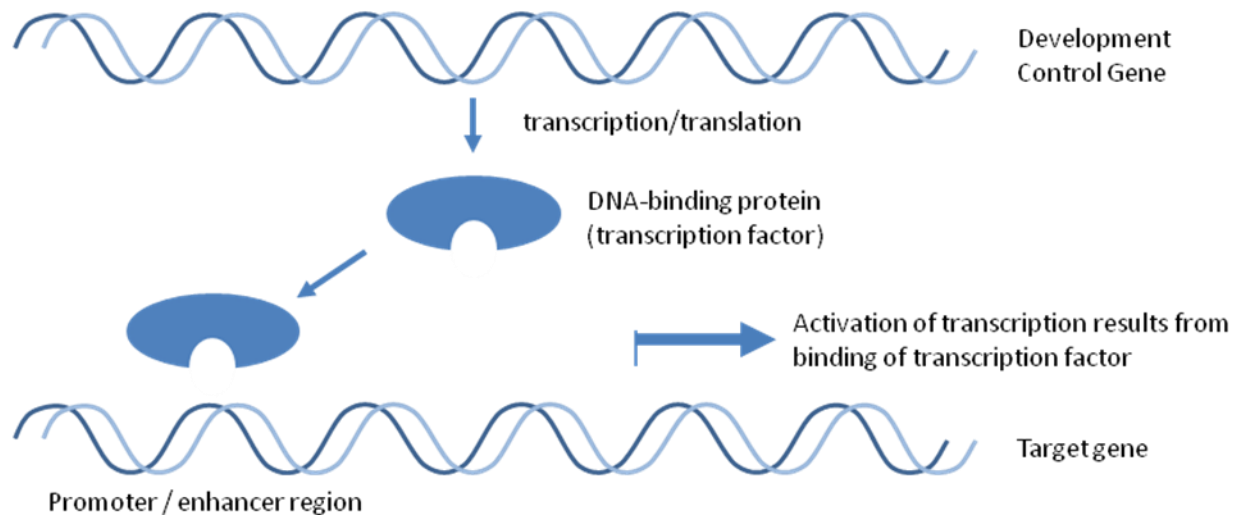 Development
Control Gene
transcription/translation
DNA-binding protein
(transcription factor)
Activation of transcription results from
binding of transcription factor
Target gene
Promoter / enhancer region